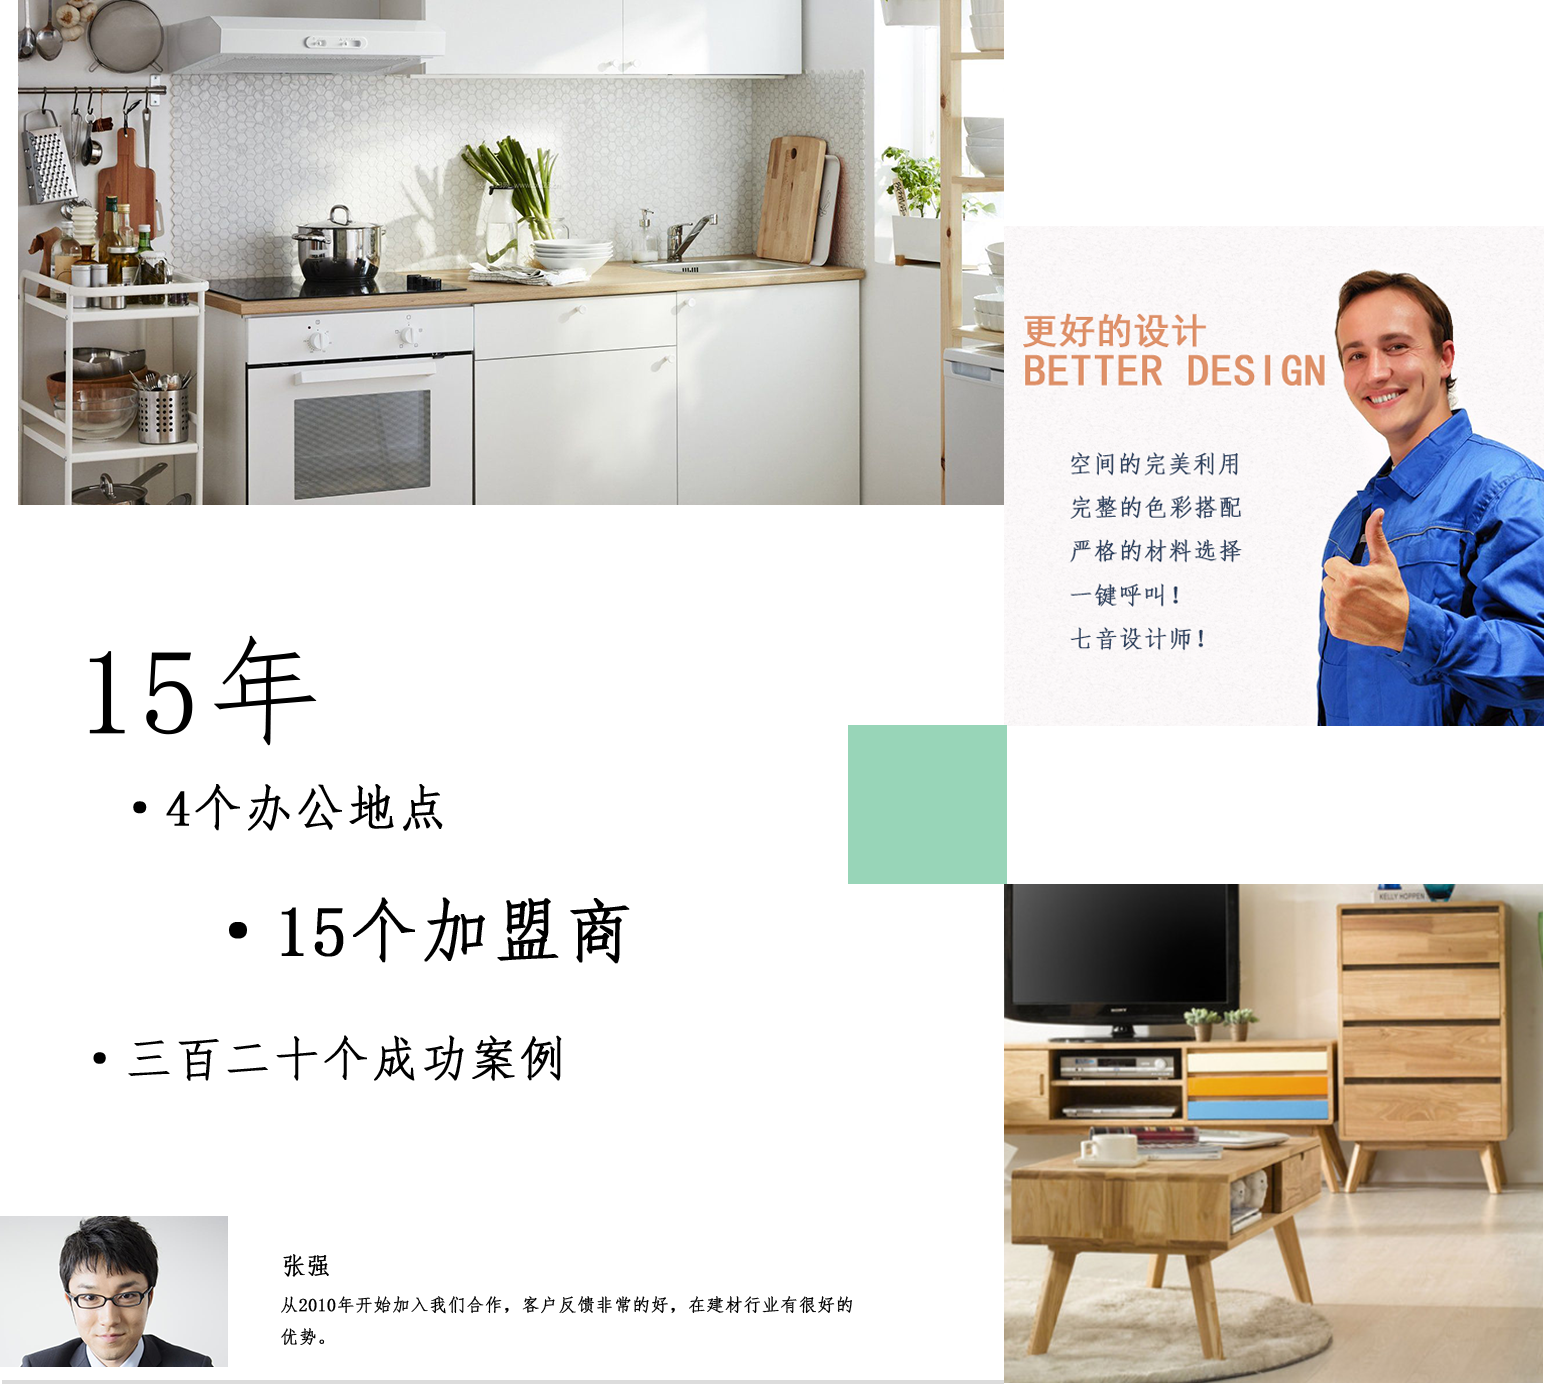 更好的设计
BETTER DESIGN
空间的完美利用
完整的色彩搭配
严格的材料选择
一键呼叫！
七音设计师！
15年
• 4个办公地点
• 15个加盟商
• 三百二十个成功案例
KELLY HOPPEN
SONY
张强
从2010年开始加入我们合作，客户反馈非常的好，在建材行业有很好的
优势。